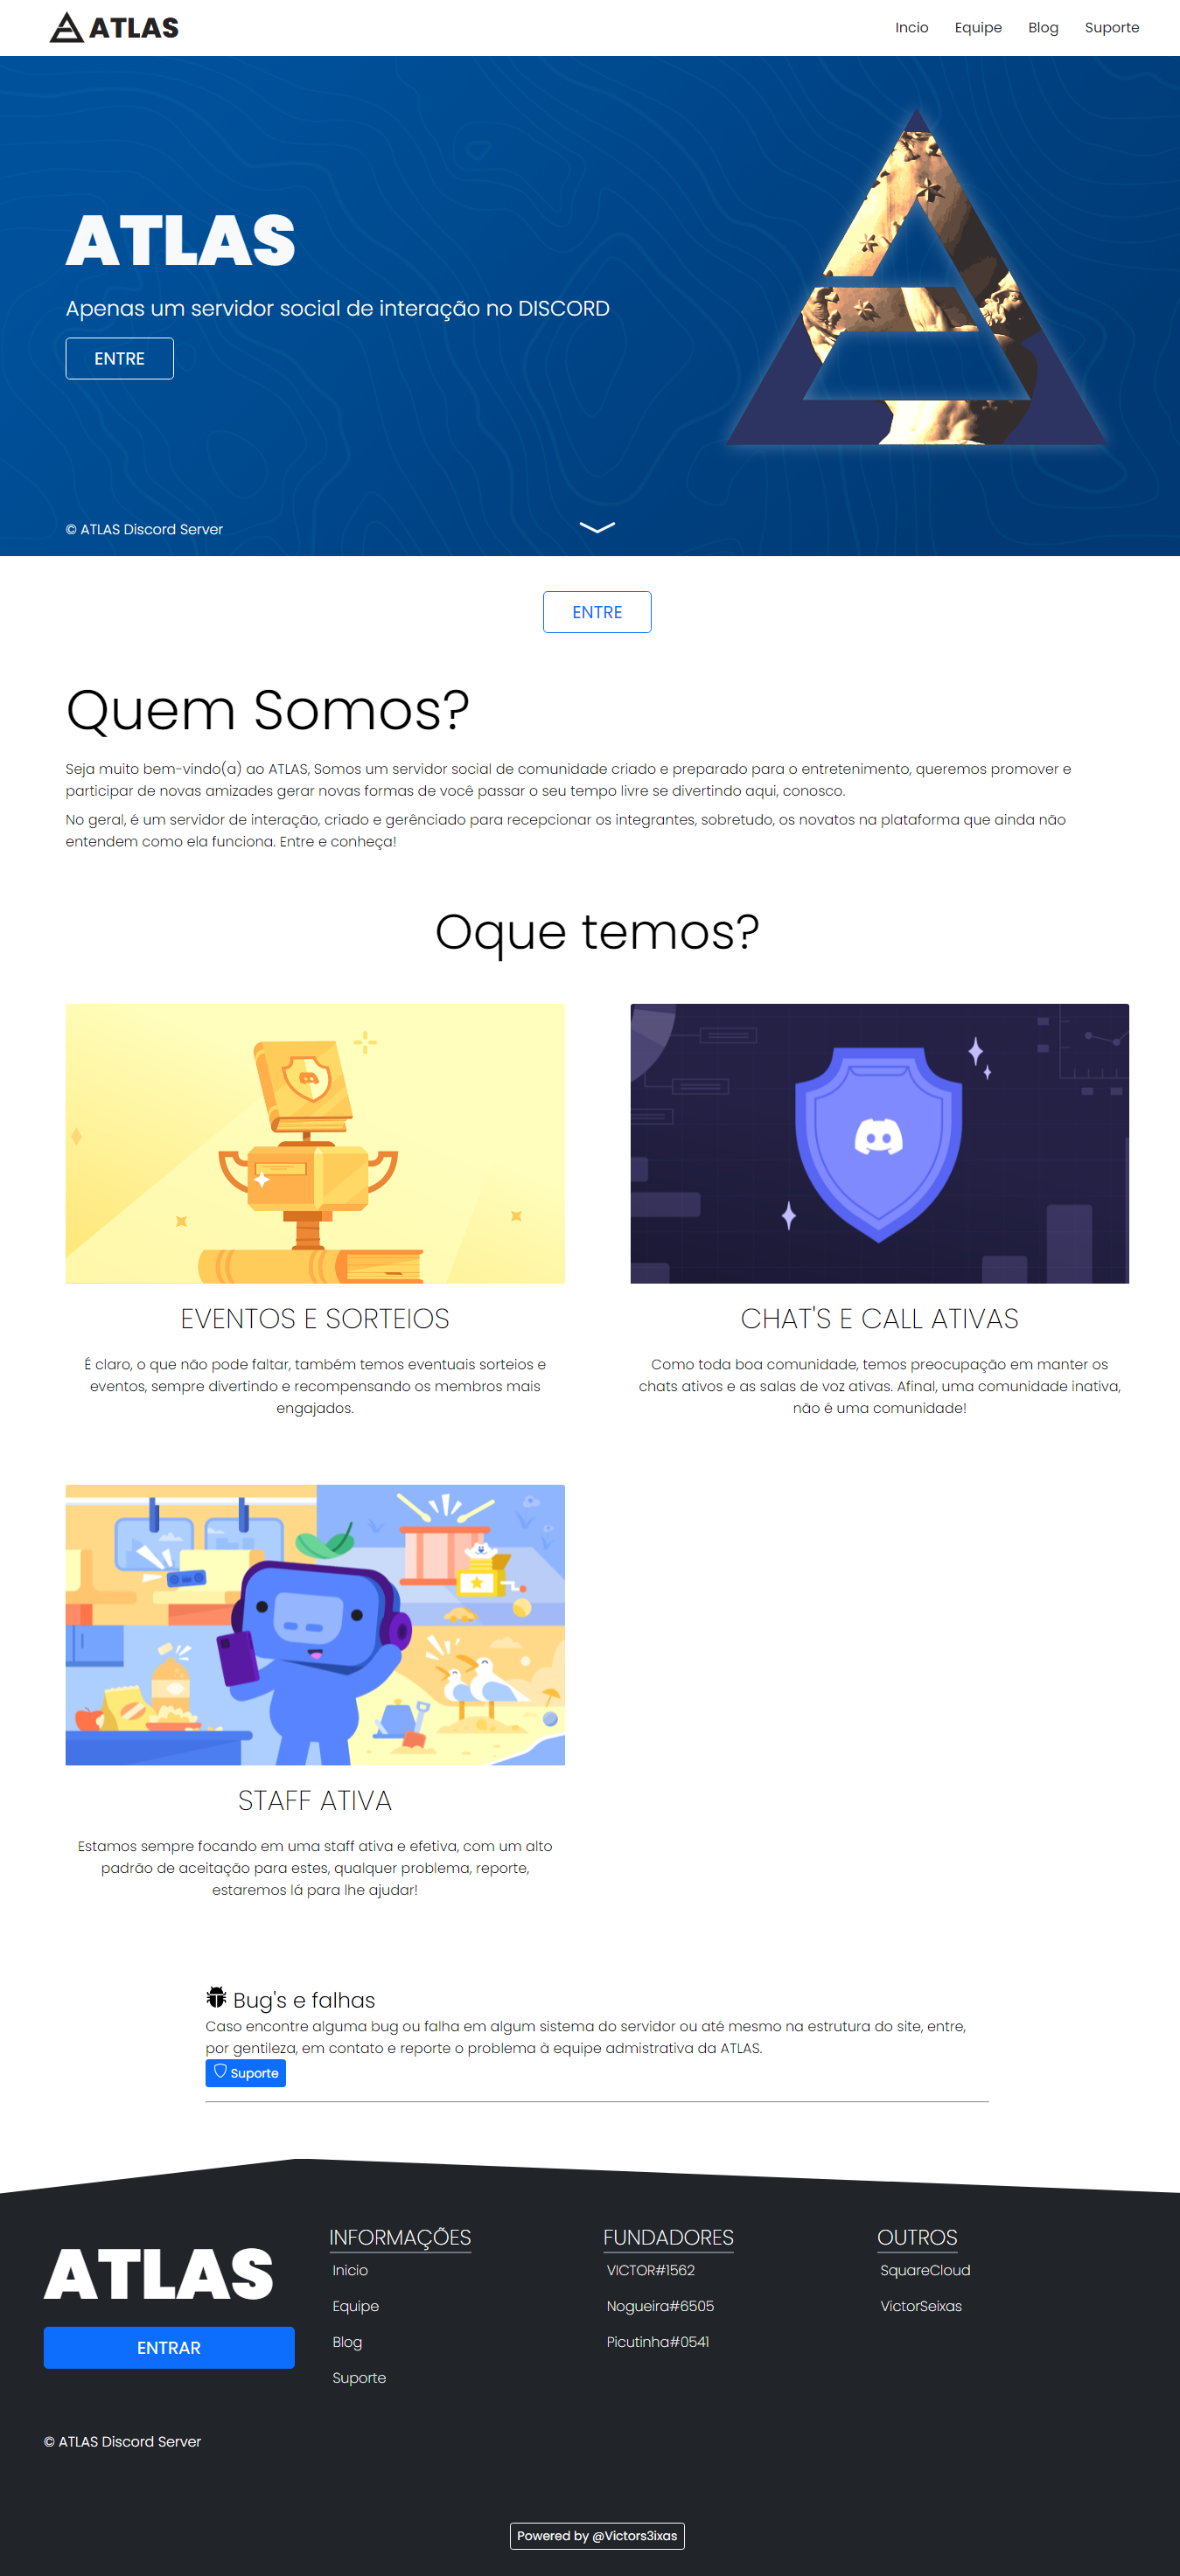 ATLAS
Incio Equipe Blog Suporte
ATLAS
Apenas um servidor social de interação no DISCORD
ENTRE
© ATLAS Discord Server
ENTRE
Quem Somos?
Seja muito bem-vindo(a) ao ATLAS, Somos um servidor social de comunidade criado e preparado para o entretenimento, queremos promover e
participar de novas amizades gerar novas formas de você passar o seu tempo livre se divertindo aqui, conosco.
No geral, é um servidor de interação, criado e gerênciado para recepcionar os integrantes, sobretudo, os novatos na plataforma que ainda não
entendem como ela funciona. Entre e conheça!
Oque temos?
EVENTOS E SORTEIOS
É claro, o que não pode faltar, também temos eventuais sorteios e
eventos, sempre divertindo e recompensando os membros mais
engajados.
CHAT'S E CALL ATIVAS
Como toda boa comunidade, temos preocupação em manter os
chats ativos e as salas de voz ativas. Afinal, uma comunidade inativa,
não é uma comunidade!
STAFF ATIVA
Estamos sempre focando em uma staff ativa e efetiva, com um alto
padrão de aceitação para estes, qualquer problema, reporte,
estaremos lá para lhe ajudar!
Bug's e falhas
Caso encontre alguma bug ou falha em algum sistema do servidor ou até mesmo na estrutura do site, entre,
por gentileza, em contato e reporte o problema à equipe admistrativa da ATLAS.
Suporte
ATLAS
ENTRAR
© ATLAS Discord Server
INFORMAÇÕES
Inicio
Equipe
Blog
Suporte
FUNDADORES
VICTOR#1562
Nogueira#6505
Picutinha#0541
OUTROS
SquareCloud
VictorSeixas
Powered by @Victors3ixas